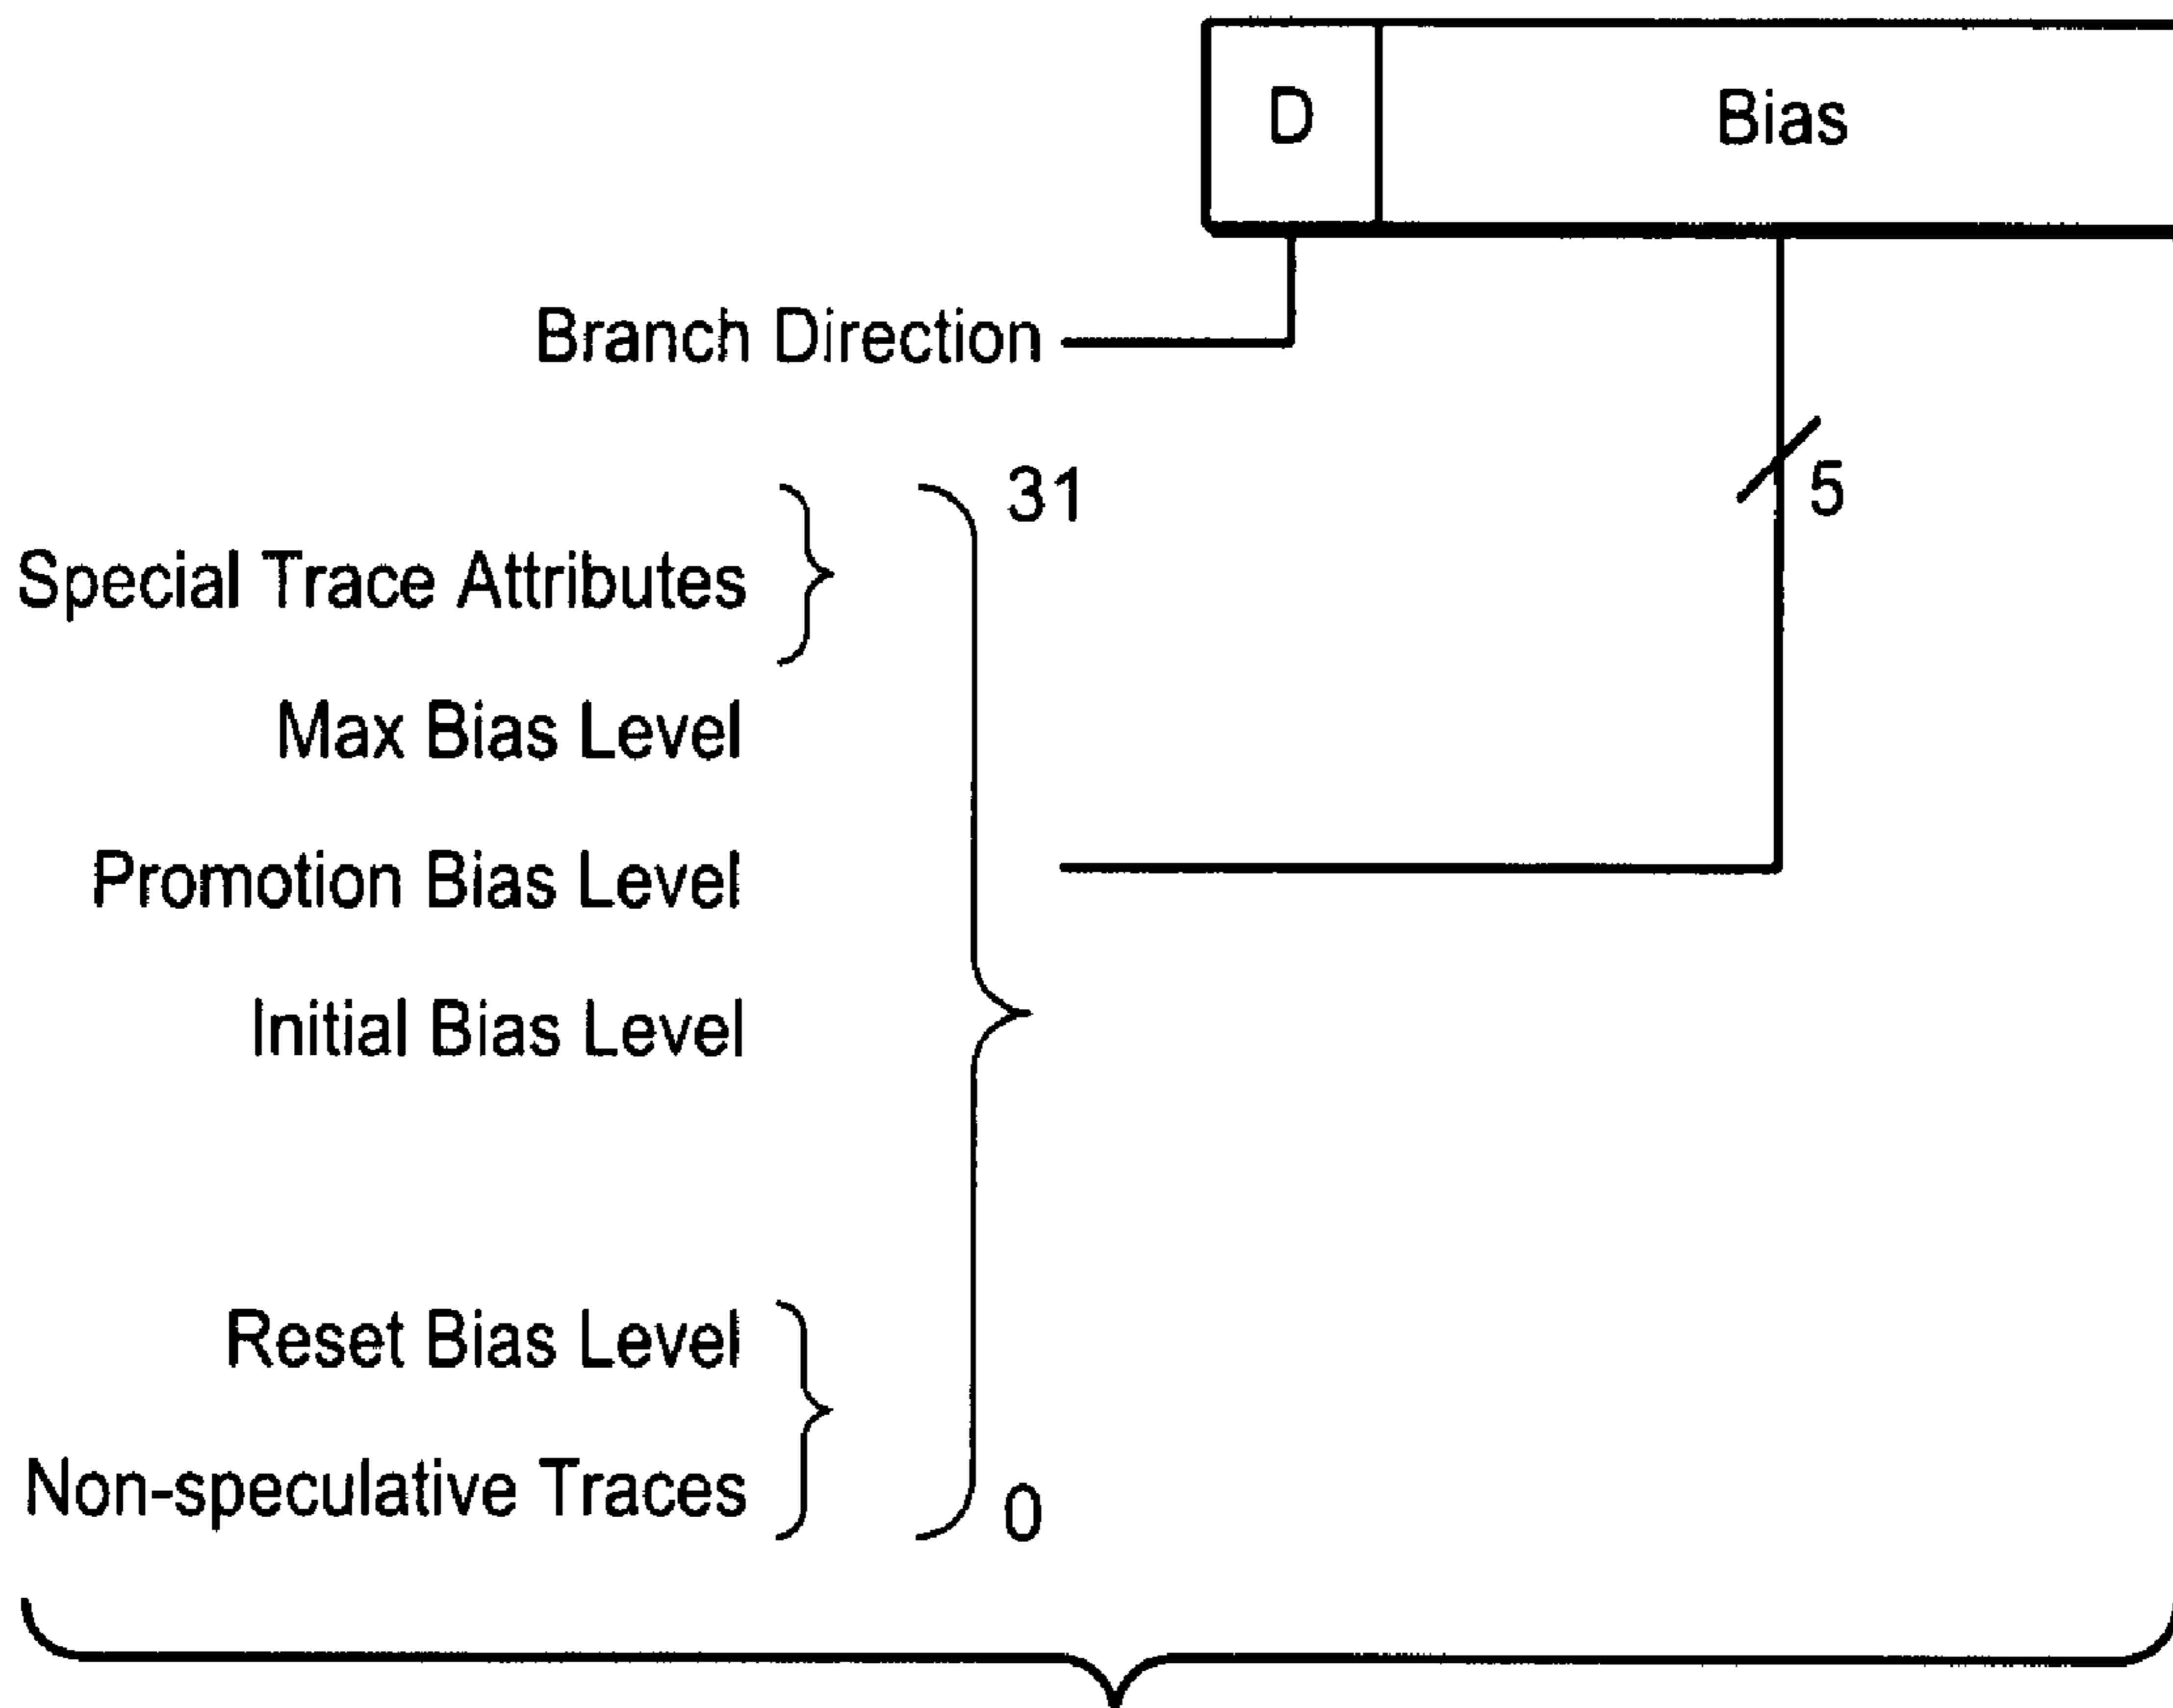 D Bias
Branch Direction
31
5
Special Trace Attributes
Max Bias Level
Promotion Bias Level
Initial Bias Level
Reset Bias Level
Non-speculative Traces
0